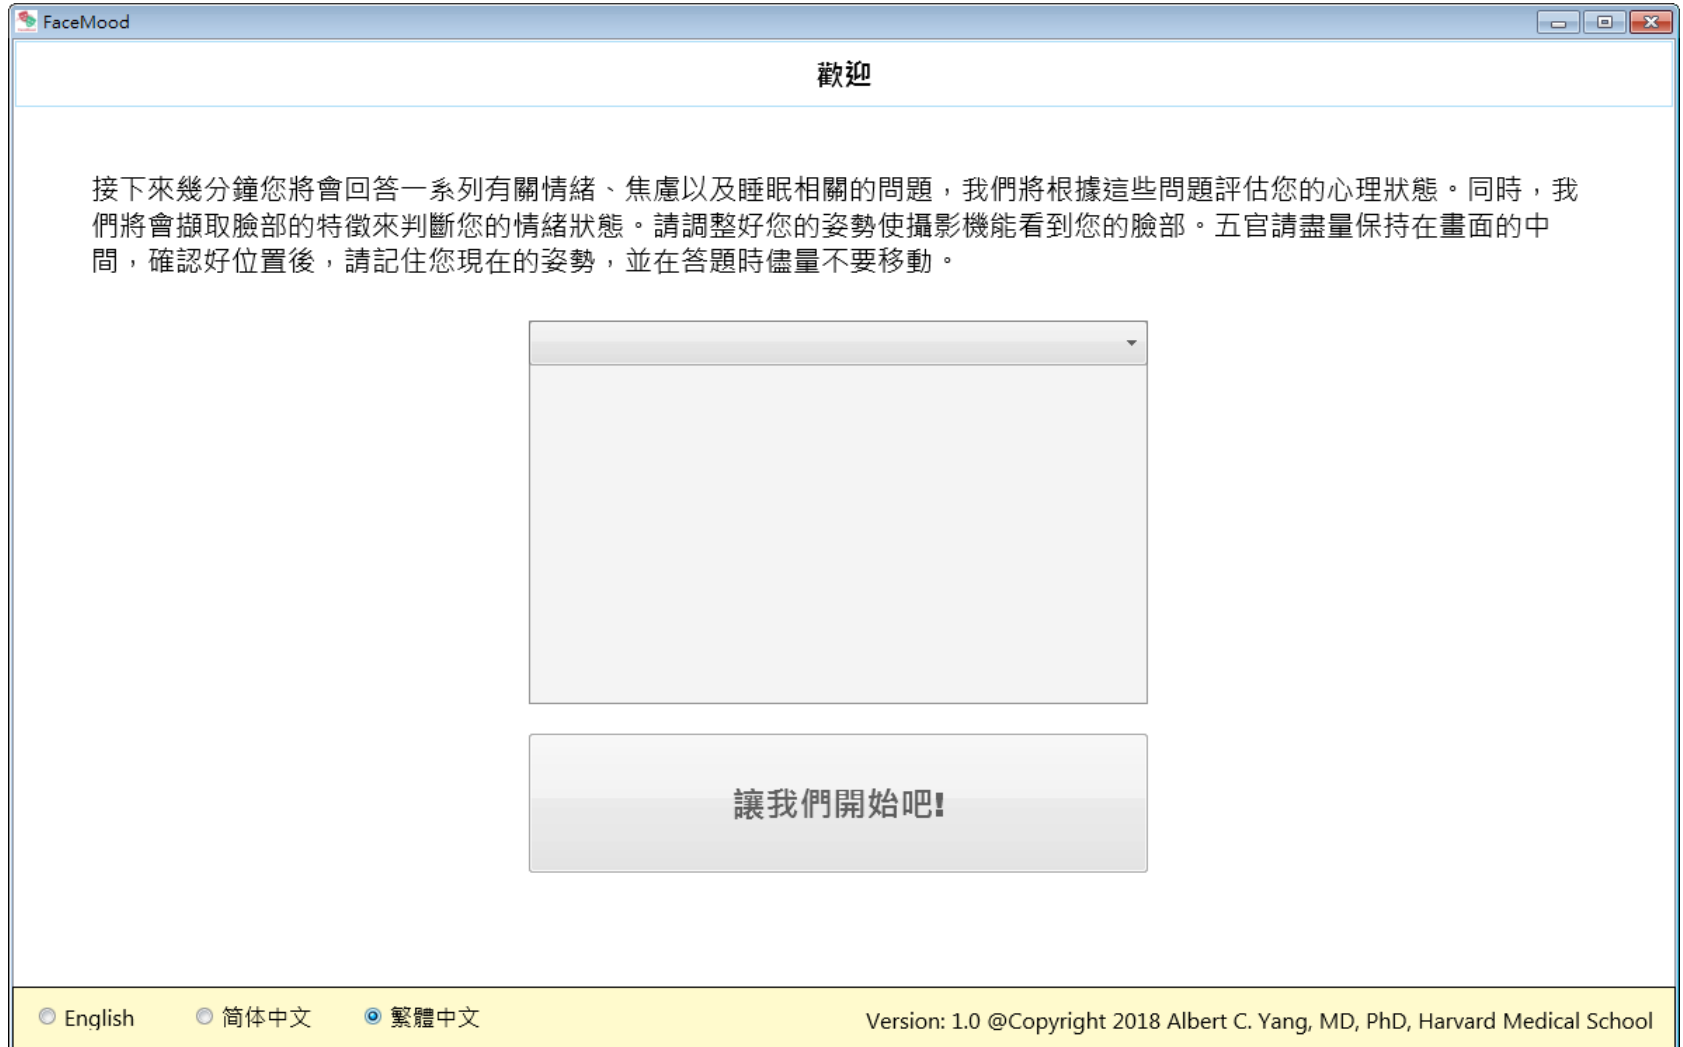 FaceMood
歡迎
接下來幾分鐘您將會回答一系列有關情緒、焦慮以及睡眠相關的問題，我們將根據這些問題評估您的心理狀態。同時，我
們將會擷取臉部的特徵來判斷您的情緒狀態。請調整好您的姿勢使攝影機能看到您的臉部。五官請盡量保持在畫面的中
間，確認好位置後，請記住您現在的姿勢，並在答題時儘量不要移動。
讓我們開始吧!
English 简体中文 繁體中文
Version: 1.0 @Copyright 2018 Albert C. Yang, MD, PhD, Harvard Medical School